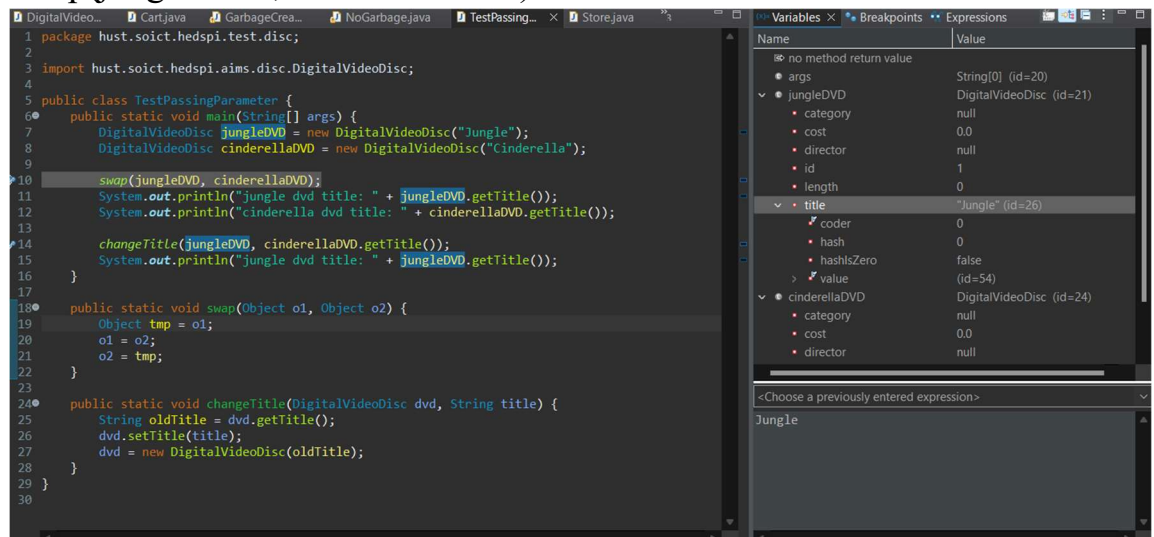 DigitalVideo... Cart.java GarbageCrea... NoGarbage.java TestPassing... Store.java "3
1 package hust.soict.hedspi.test.disc;
2
3 import hust.soict.hedspi.aims.disc.DigitalVideoDisc;
4
5 public class TestPassingParameter {
6 public static void main(String[] args) {
7 DigitalVideoDisc jungleDVD = new DigitalVideoDisc("Jungle");
8 DigitalVideoDisc cinderellaDVD = new DigitalVideoDisc("Cinderella");
9
10 swap(jungleDVD, cinderellaDVD);
11 System.out.println("jungle dvd title: " + jungleDVD.getTitle());
12 System.out.println("cinderella dvd title: " + cinderellaDVD.getTitle());
13
14 changeTitle(jungleDVD, cinderellaDVD.getTitle());
15 System.out.println("jungle dvd title: " + jungleDVD.getTitle());
16 }
17
18 public static void swap(Object o1, Object o2) {
19 Object tmp = o1;
20 o1 = o2;
21 o2 = tmp;
22 }
23
24 public static void changeTitle(DigitalVideoDisc dvd, String title) {
25 String oldTitle = dvd.getTitle();
26 dvd.setTitle(title);
27 dvd = new DigitalVideoDisc(oldTitle);
28 }
29 }
30
Variables Breakpoints Expressions
Name Value
no method return value
args String[0] (id=20)
jungleDVD DigitalVideoDisc (id=21)
category null
cost 0.0
director null
id 1
length 0
title "Jungle" (id=26)
coder 0
hash 0
hashIsZero false
value (id=54)
cinderellaDVD DigitalVideoDisc (id=24)
category null
cost 0.0
director null
<Choose a previously entered expression>
Jungle